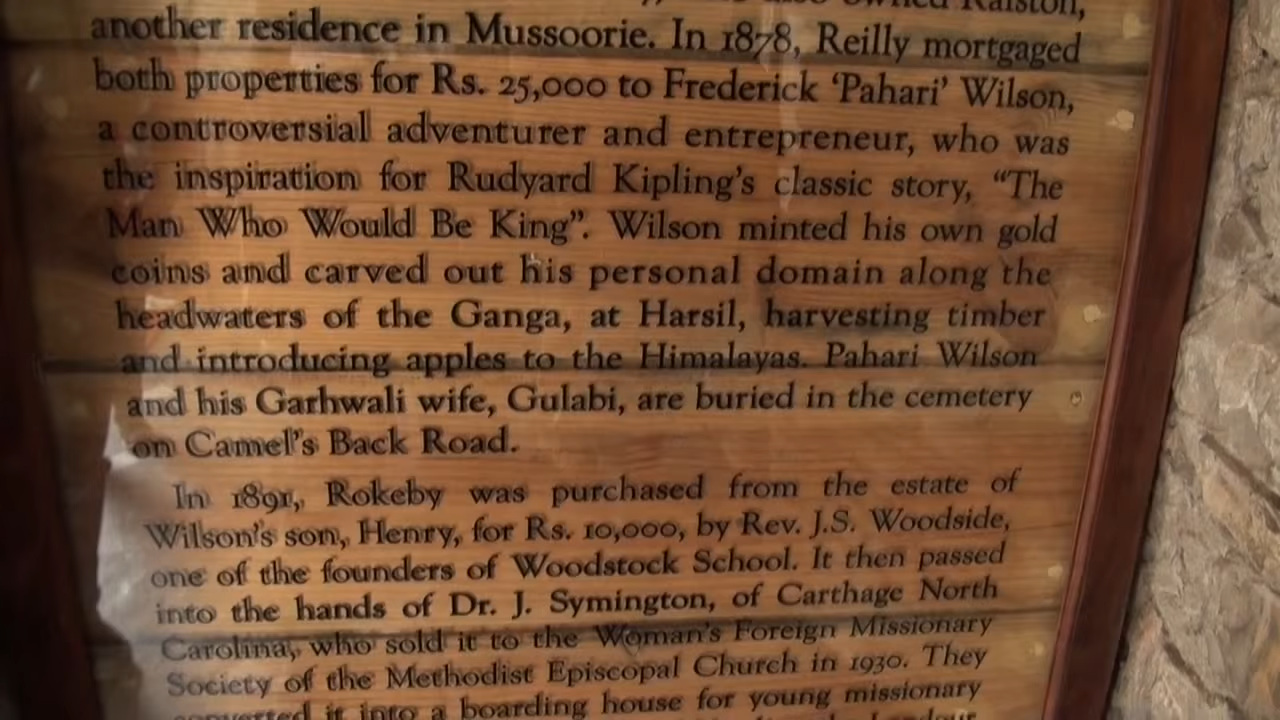 also owned Ralston,
another residence in Mussoorie. In 1878, Reilly mortgaged
both properties for Rs. 25,000 to Frederick ‘Pahari’ Wilson,
a controversial adventurer and entrepreneur, who was
the inspiration for Rudyard Kipling’s classic story, “The
Man Who Would Be King”. Wilson minted his own gold
coins and carved out his personal domain along the
headwaters of the Ganga, at Harsil, harvesting timber
and introducing apples to the Himalayas. Pahari Wilson
and his Garhwali wife, Gulabi, are buried in the cemetery
on Camel’s Back Road.
In 1891, Rokeby was purchased from the estate of
Wilson’s son, Henry, for Rs. 10,000, by Rev. J.S. Woodside,
one of the founders of Woodstock School. It then passed
into the hands of Dr. J. Symington, of Carthage North
Carolina, who sold it to the Woman’s Foreign Missionary
Society of the Methodist Episcopal Church in 1930. They
converted it into a boarding house for young missionary
Landour